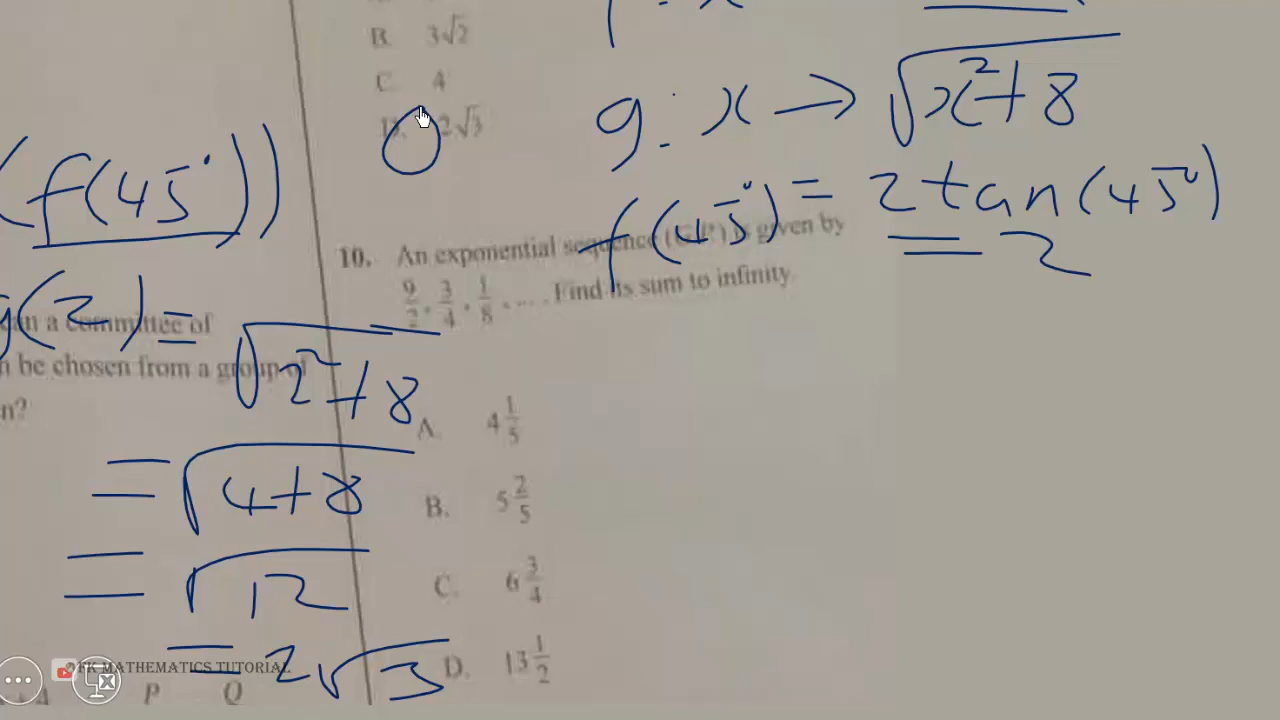 B. 3√2
C. 4
D. 2√3
g : x → √x²+8
(f(45°))
f(45°) = 2tan(45°)
= 2
10. An exponential sequence (G.P.) is given by
9/2, 3/4, 1/8, .... Find its sum to infinity.
g(2) =
√2²+8
an a committee of
n be chosen from a group of
n?
A. 4 1/5
= √4+8
B. 5 2/5
= √12
C. 6 3/4
= 2√3
D. 13 1/2
FK MATHEMATICS TUTORIAL
P Q